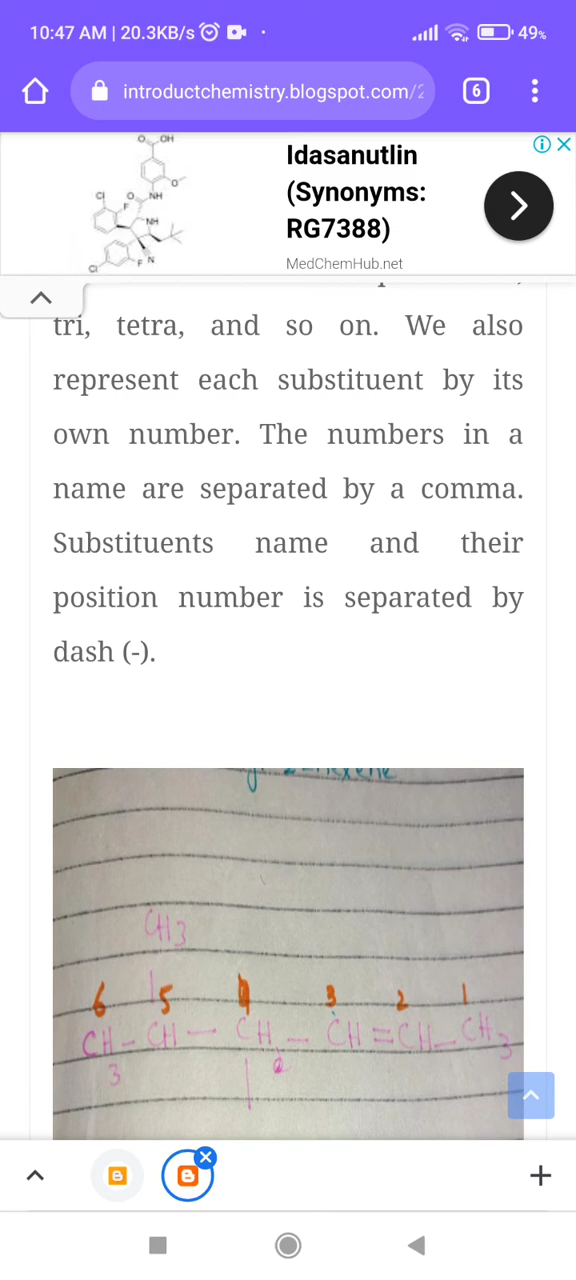 10:47 AM | 20.3KB/s
49%
introductchemistry.blogspot.com/2
6
Idasanutlin
(Synonyms:
RG7388)
MedChemHub.net
tri, tetra, and so on. We also
represent each substituent by its
own number. The numbers in a
name are separated by a comma.
Substituents name and their
position number is separated by
dash (-).
CH3
6 5 4 3 2 1
CH3 - CH - CH - CH = CH - CH3